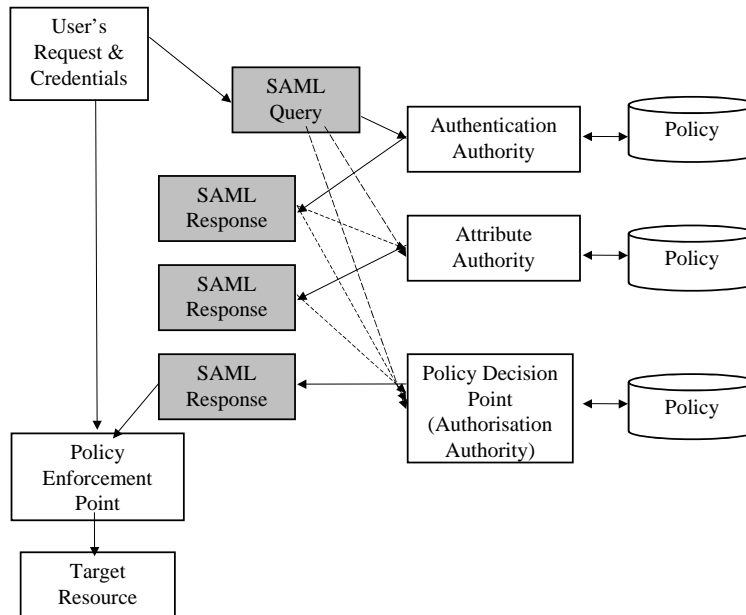 User's
Request &
Credentials
SAML
Query
Authentication
Authority
Policy
SAML
Response
Attribute
Authority
Policy
SAML
Response
SAML
Response
Policy Decision
Point
(Authorisation
Authority)
Policy
Policy
Enforcement
Point
Target
Resource